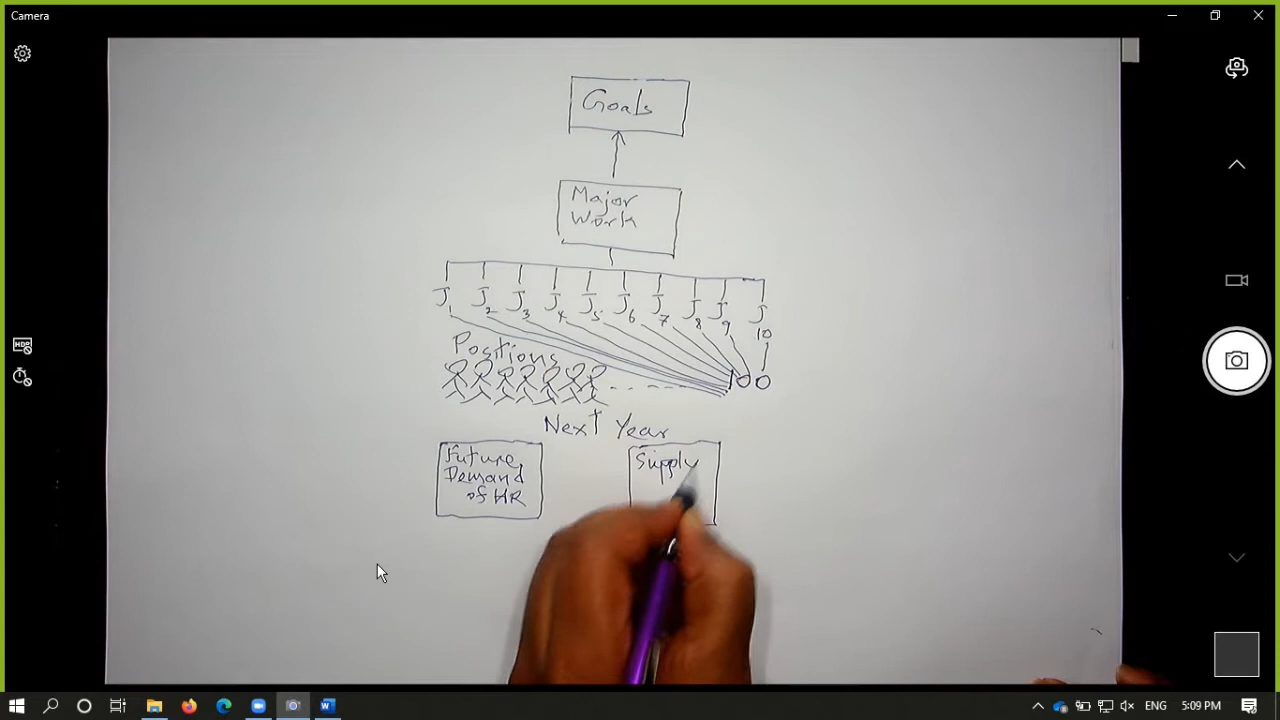 Camera
Goals
Major
Work
J1 J2 J3 J4 J5 J6 J7 J8 J9 J10
Positions
100
Next Year
Future
Demand
of HR
Supply
ENG 5:09 PM